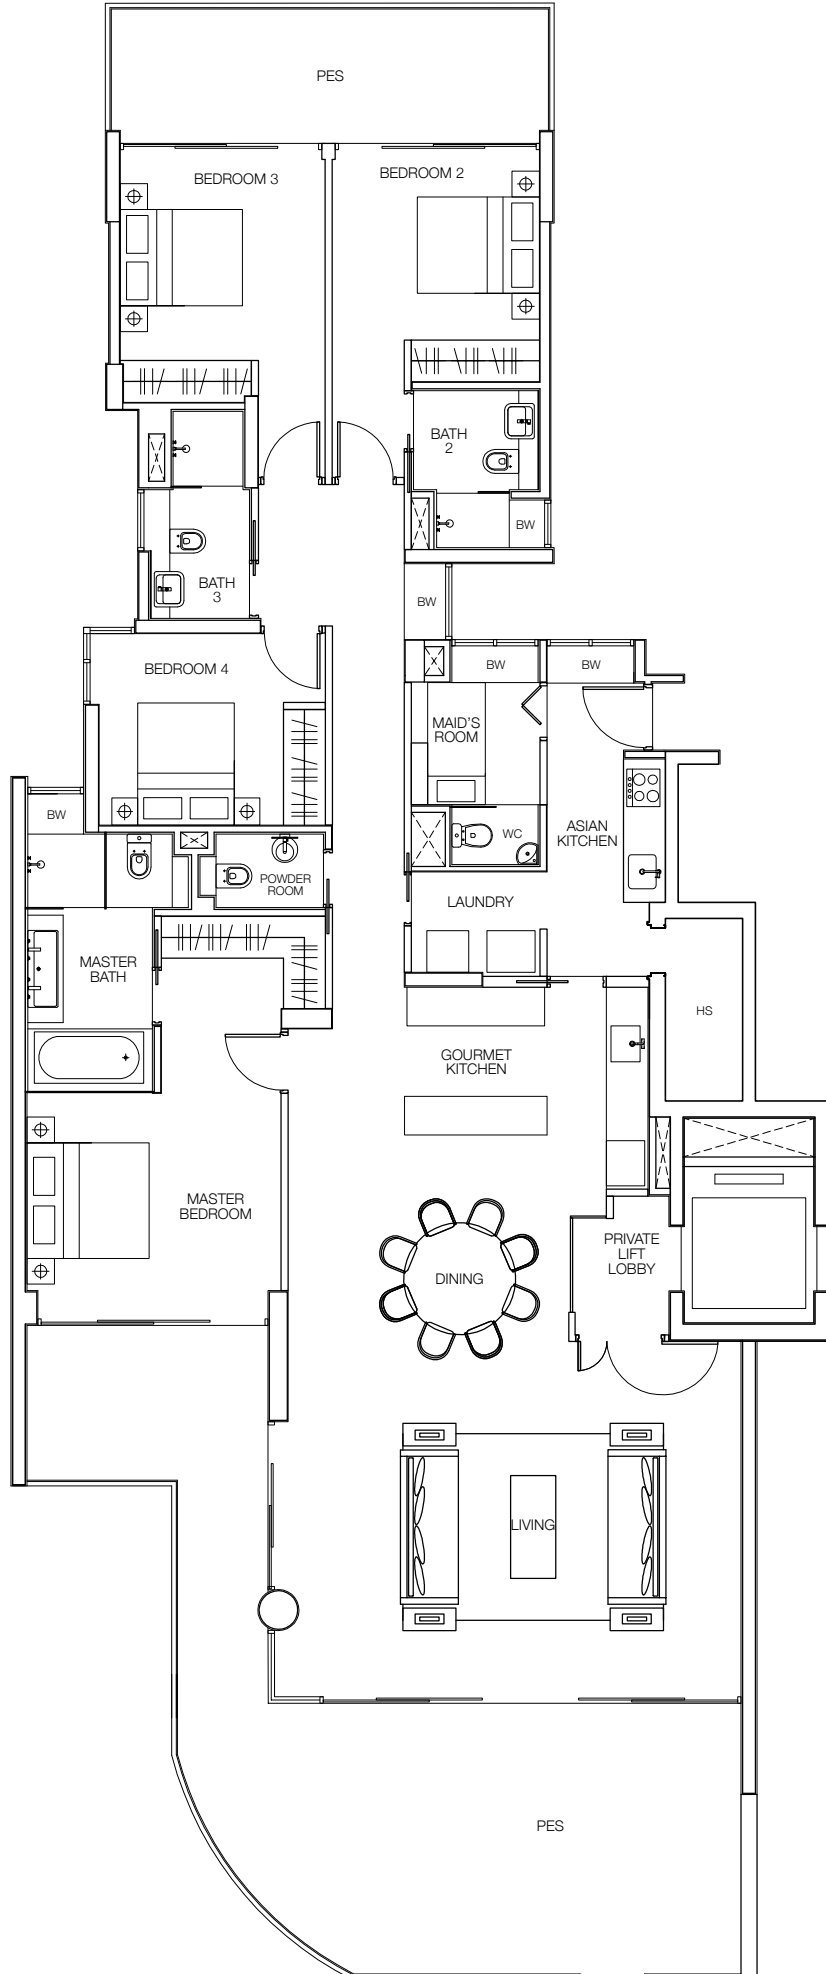 PES
BEDROOM 3
BEDROOM 2
BATH
2
BW
BATH
3
BW
BEDROOM 4
BW
BW
MAID'S
ROOM
BW
ASIAN
KITCHEN
WC
POWDER
ROOM
LAUNDRY
MASTER
BATH
HS
GOURMET
KITCHEN
MASTER
BEDROOM
PRIVATE
LIFT
LOBBY
DINING
LIVING
PES